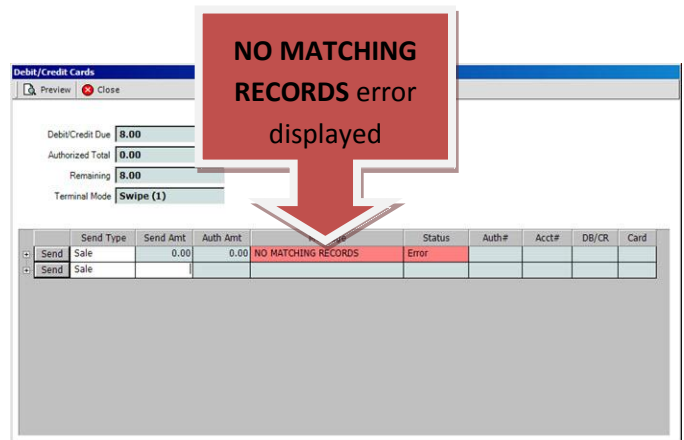 NO MATCHING
RECORDS error
displayed
Debit/Credit Cards
Preview Close
Debit/Credit Due 8.00
Authorized Total 0.00
Remaining 8.00
Terminal Mode Swipe (1)
Send Type Send Amt Auth Amt Status Auth# Acct# DB/CR Card
Send Sale 0.00 0.00 NO MATCHING RECORDS Error
Send Sale